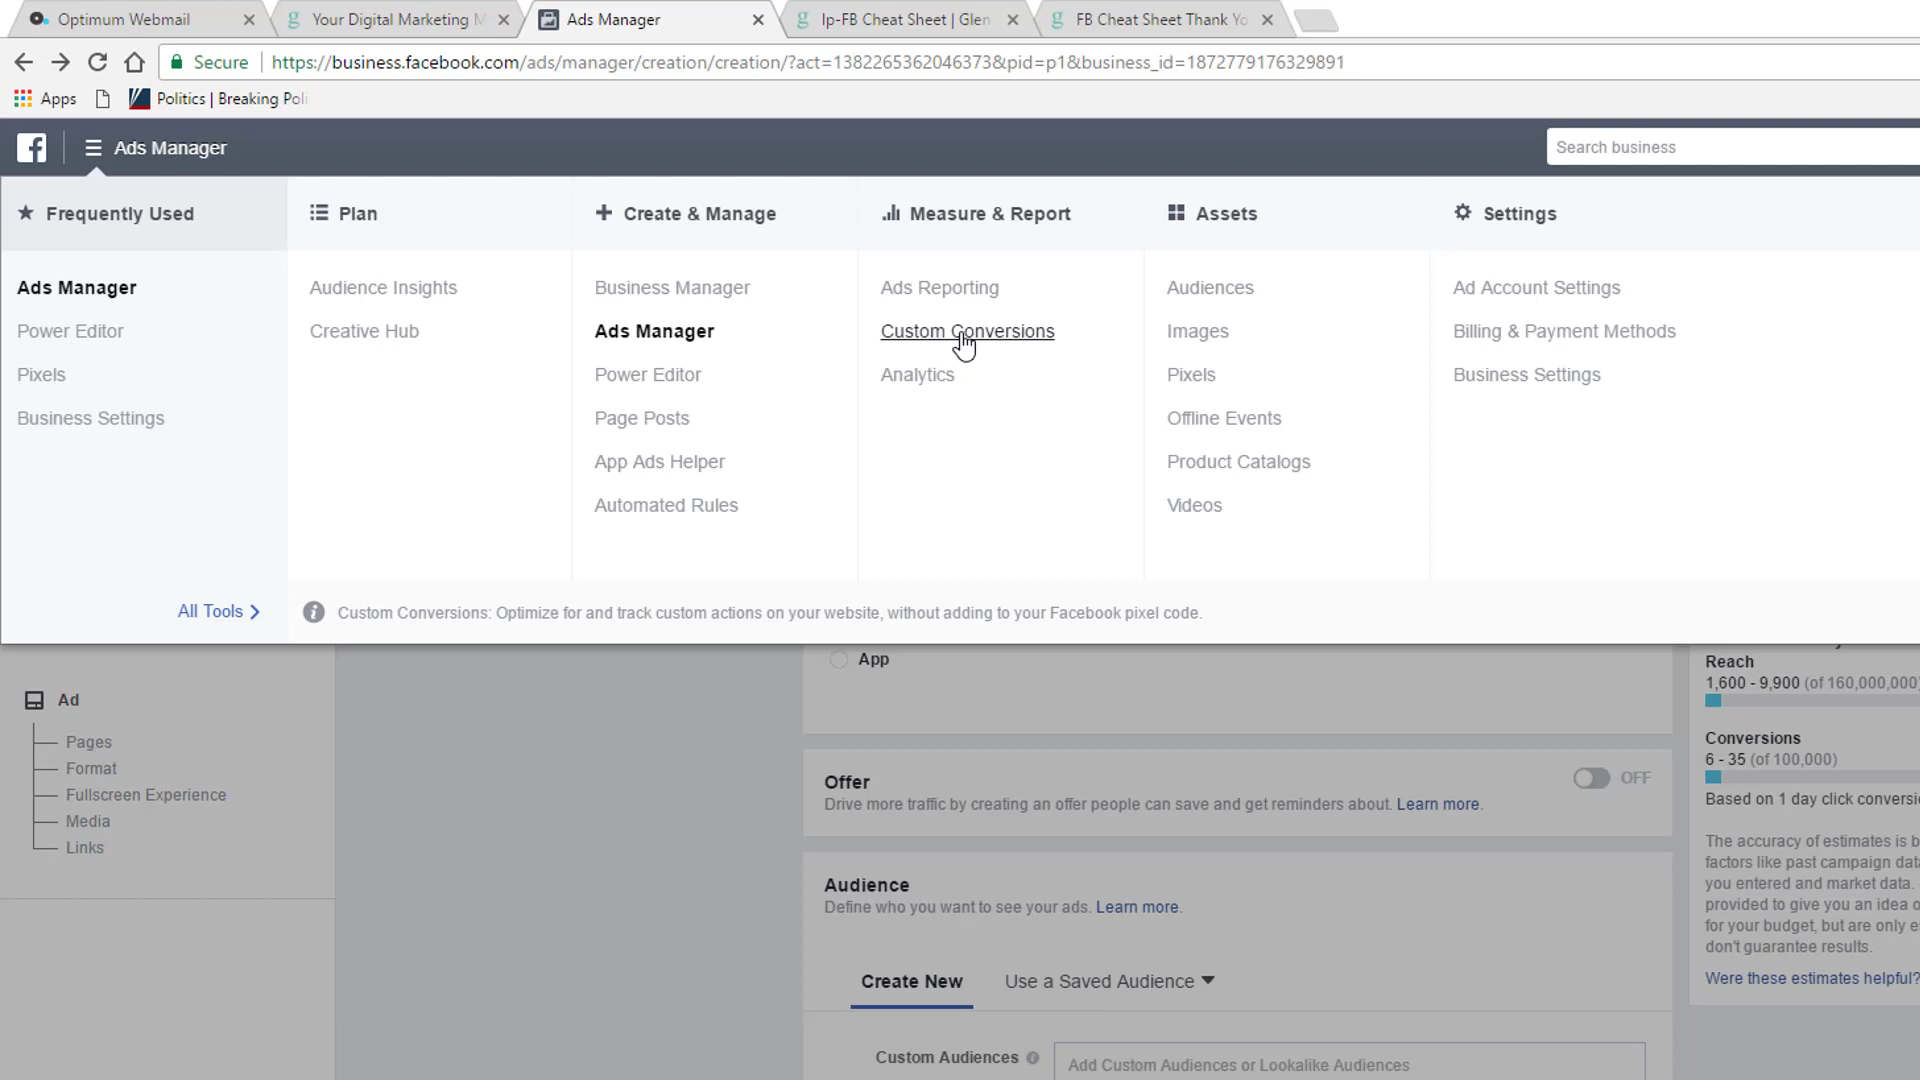 Optimum Webmail
Your Digital Marketing M
Ads Manager
lp-FB Cheat Sheet | Glen
FB Cheat Sheet Thank Yo
Secure
https://business.facebook.com/ads/manager/creation/creation/?act=1382265362046373&pid=p1&business_id=1872779176329891
Apps
Politics | Breaking Poli
Ads Manager
Search business
Frequently Used
Plan
Create & Manage
Measure & Report
Assets
Settings
Ads Manager
Audience Insights
Business Manager
Ads Reporting
Audiences
Ad Account Settings
Power Editor
Creative Hub
Ads Manager
Custom Conversions
Images
Billing & Payment Methods
Pixels
Power Editor
Analytics
Pixels
Business Settings
Business Settings
Page Posts
Offline Events
App Ads Helper
Product Catalogs
Automated Rules
Videos
All Tools
Custom Conversions: Optimize for and track custom actions on your website, without adding to your Facebook pixel code.
App
Reach
1,600 - 9,900 (of 160,000,000)
Ad
Pages
Format
Fullscreen Experience
Media
Links
Conversions
6 - 35 (of 100,000)
Based on 1 day click conversi
Offer
OFF
Drive more traffic by creating an offer people can save and get reminders about. Learn more.
The accuracy of estimates is b
factors like past campaign data
you entered and market data.
provided to give you an idea o
for your budget, but are only e
don't guarantee results.
Were these estimates helpful?
Audience
Define who you want to see your ads. Learn more.
Create New
Use a Saved Audience
Custom Audiences
Add Custom Audiences or Lookalike Audiences